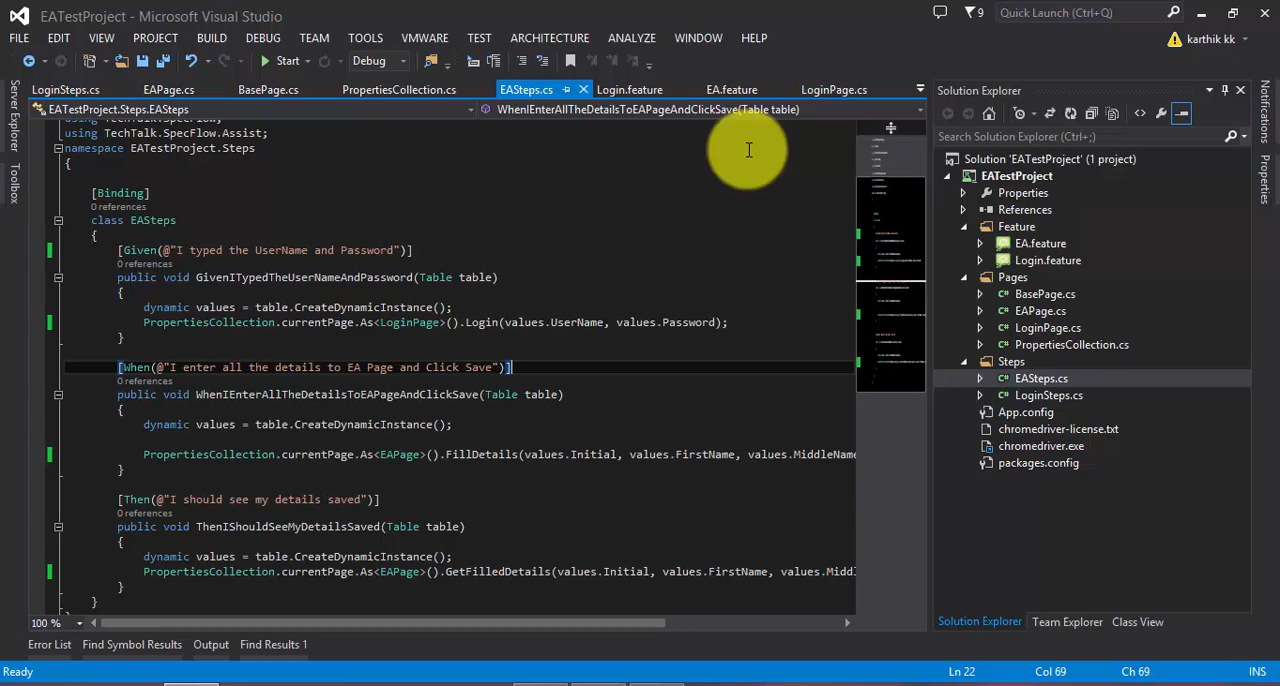 EATestProject - Microsoft Visual Studio
9
Quick Launch (Ctrl+Q)
FILE EDIT VIEW PROJECT BUILD DEBUG TEAM TOOLS VMWARE TEST ARCHITECTURE ANALYZE WINDOW HELP
karthik kk
Start Debug
LoginSteps.cs EAPage.cs BasePage.cs PropertiesCollection.cs EASteps.cs Login.feature EA.feature LoginPage.cs
EATestProject.Steps.EASteps
WhenIEnterAllTheDetailsToEAPageAndClickSave(Table table)
using TechTalk.SpecFlow;
using TechTalk.SpecFlow.Assist;
namespace EATestProject.Steps
{
[Binding]
0 references
class EASteps
{
[Given(@"I typed the UserName and Password")]
0 references
public void GivenITypedTheUserNameAndPassword(Table table)
{
dynamic values = table.CreateDynamicInstance();
PropertiesCollection.currentPage.As<LoginPage>().Login(values.UserName, values.Password);
}
[When(@"I enter all the details to EA Page and Click Save")]
0 references
public void WhenIEnterAllTheDetailsToEAPageAndClickSave(Table table)
{
dynamic values = table.CreateDynamicInstance();
PropertiesCollection.currentPage.As<EAPage>().FillDetails(values.Initial, values.FirstName, values.MiddleName
}
[Then(@"I should see my details saved")]
0 references
public void ThenIShouldSeeMyDetailsSaved(Table table)
{
dynamic values = table.CreateDynamicInstance();
PropertiesCollection.currentPage.As<EAPage>().GetFilledDetails(values.Initial, values.FirstName, values.Middl
}
}
100 %
Error List Find Symbol Results Output Find Results 1
Ready
Ln 22 Col 69 Ch 69 INS
Server Explorer
Toolbox
Solution Explorer
Search Solution Explorer (Ctrl+;)
Solution 'EATestProject' (1 project)
EATestProject
Properties
References
Feature
EA.feature
Login.feature
Pages
BasePage.cs
EAPage.cs
LoginPage.cs
PropertiesCollection.cs
Steps
EASteps.cs
LoginSteps.cs
App.config
chromedriver-license.txt
chromedriver.exe
packages.config
Solution Explorer Team Explorer Class View
Notifications
Properties